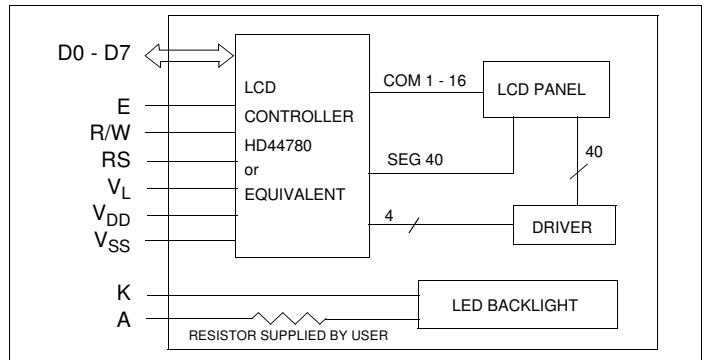 D0 - D7
E
R/W
RS
VL
VDD
VSS
K
A
LCD
CONTROLLER
HD44780
or
EQUIVALENT
COM 1 - 16
SEG 40
4
LCD PANEL
40
DRIVER
LED BACKLIGHT
RESISTOR SUPPLIED BY USER